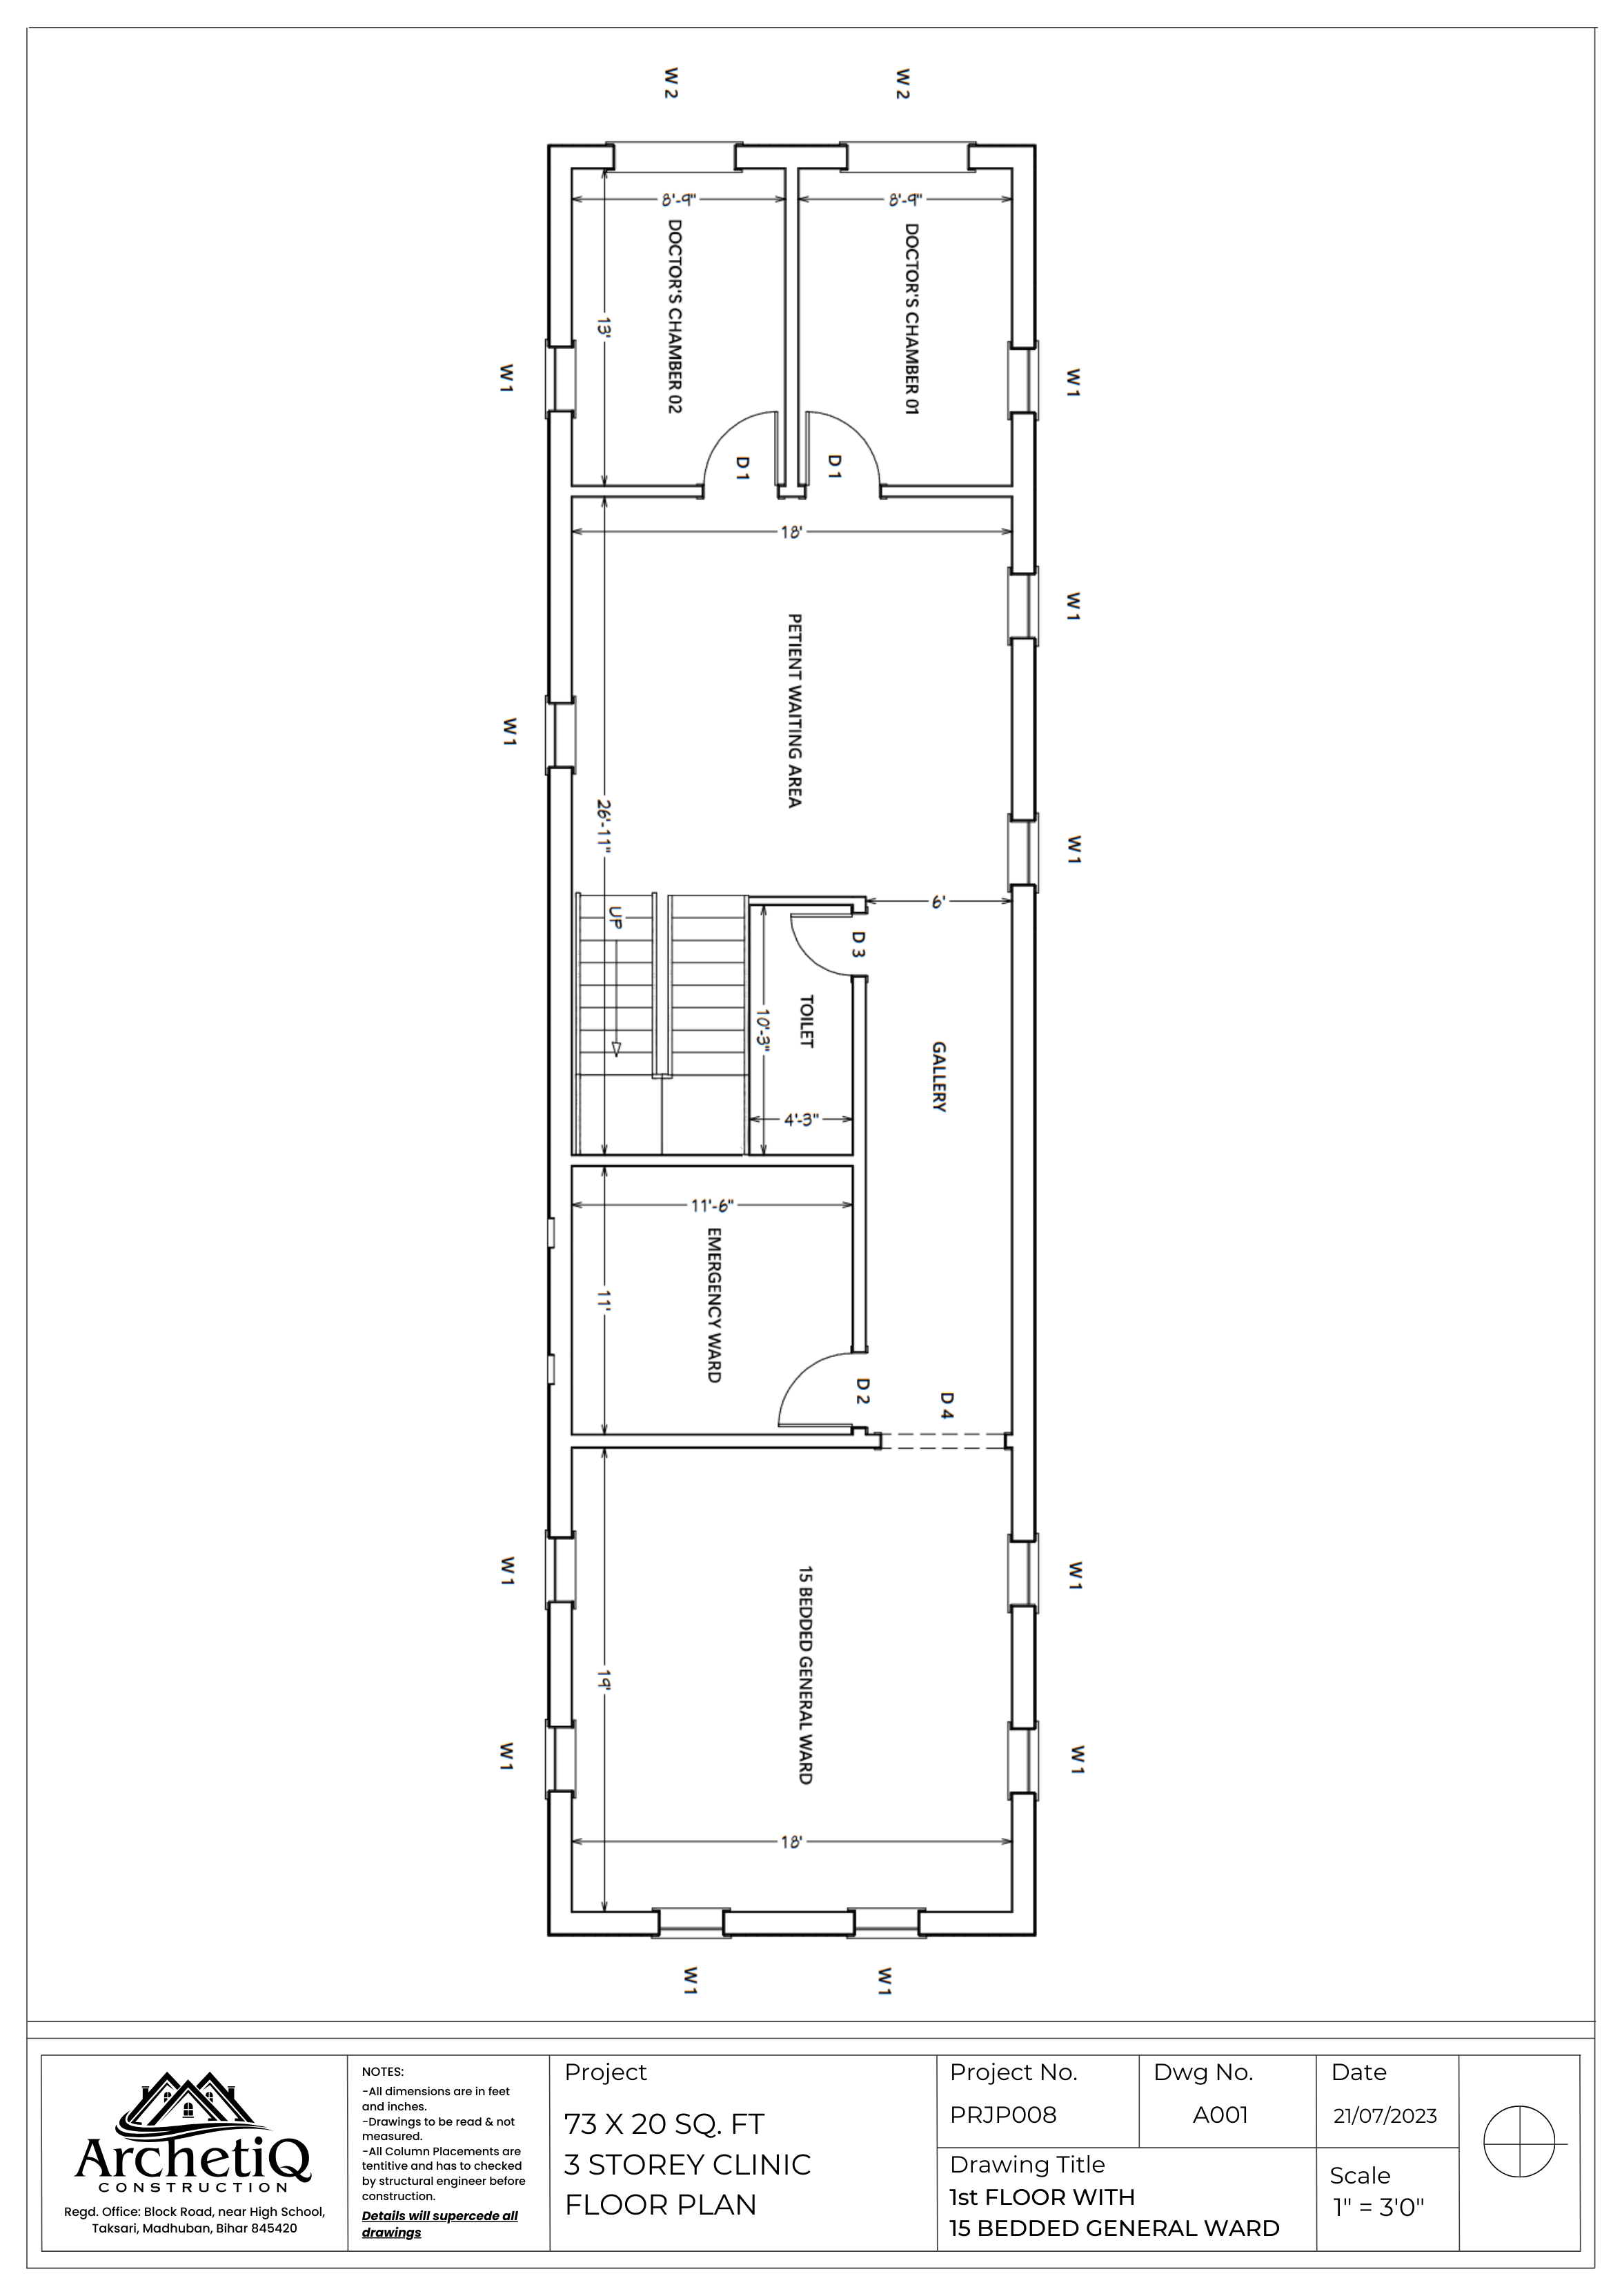 W 2
W 2
8'-9"
8'-9"
DOCTOR'S CHAMBER 02
DOCTOR'S CHAMBER 01
13'
W 1
W 1
D 1
D 1
18'
W 1
PETIENT WAITING AREA
W 1
26'-11"
W 1
6'
UP
D 3
TOILET
10'-3"
GALLERY
4'-3"
11'-6"
EMERGENCY WARD
11'
D 2
D 4
W 1
W 1
15 BEDDED GENERAL WARD
19'
W 1
W 1
18'
W 1
W 1
ArchetiQ
CONSTRUCTION
Regd. Office: Block Road, near High School,
Taksari, Madhuban, Bihar 845420
NOTES:
-All dimensions are in feet
and inches.
-Drawings to be read & not
measured.
-All Column Placements are
tentitive and has to checked
by structural engineer before
construction.
Details will supercede all
drawings
Project
73 X 20 SQ. FT
3 STOREY CLINIC
FLOOR PLAN
Project No.
PRJP008
Dwg No.
A001
Date
21/07/2023
Drawing Title
1st FLOOR WITH
15 BEDDED GENERAL WARD
Scale
1" = 3'0"